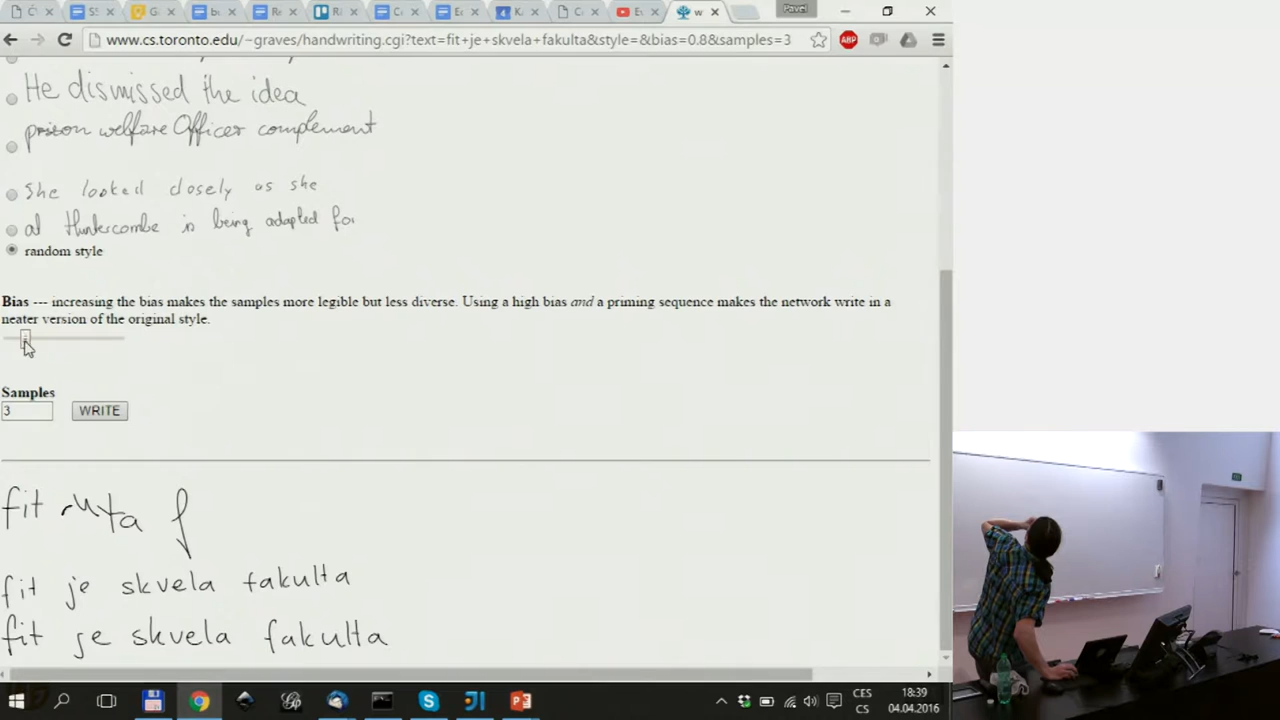 Pavel
www.cs.toronto.edu/~graves/handwriting.cgi?text=fit+je+skvela+fakulta&style=&bias=0.8&samples=3
ABP
He dismissed the idea
prison welfare Officer complement
She looked closely as she
at Huntercombe is being adapted for
random style
Bias --- increasing the bias makes the samples more legible but less diverse. Using a high bias and a priming sequence makes the network write in a
neater version of the original style.
Samples
3 WRITE
fit
fit je skvela fakulta
fit je skvela fakulta
CES 18:39
CS 04.04.2016